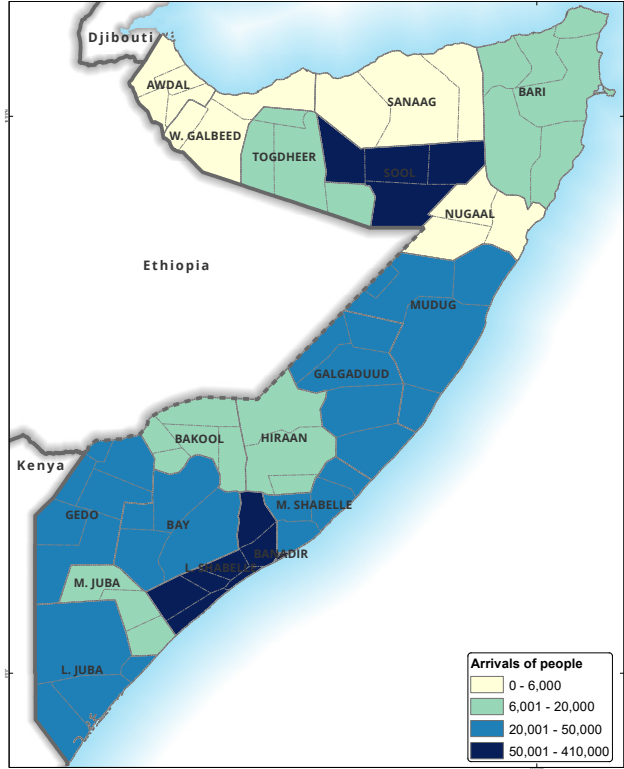 Djibouti
AWDAL
SANAAG
BARI
W. GALBEED
TOGDHEER
SOOL
NUGAAL
Ethiopia
MUDUG
GALGADUUD
BAKOOL
HIRAAN
Kenya
GEDO
BAY
M. SHABELLE
BANADIR
L. SHABELLE
M. JUBA
L. JUBA
Arrivals of people
0 - 6,000
6,001 - 20,000
20,001 - 50,000
50,001 - 410,000